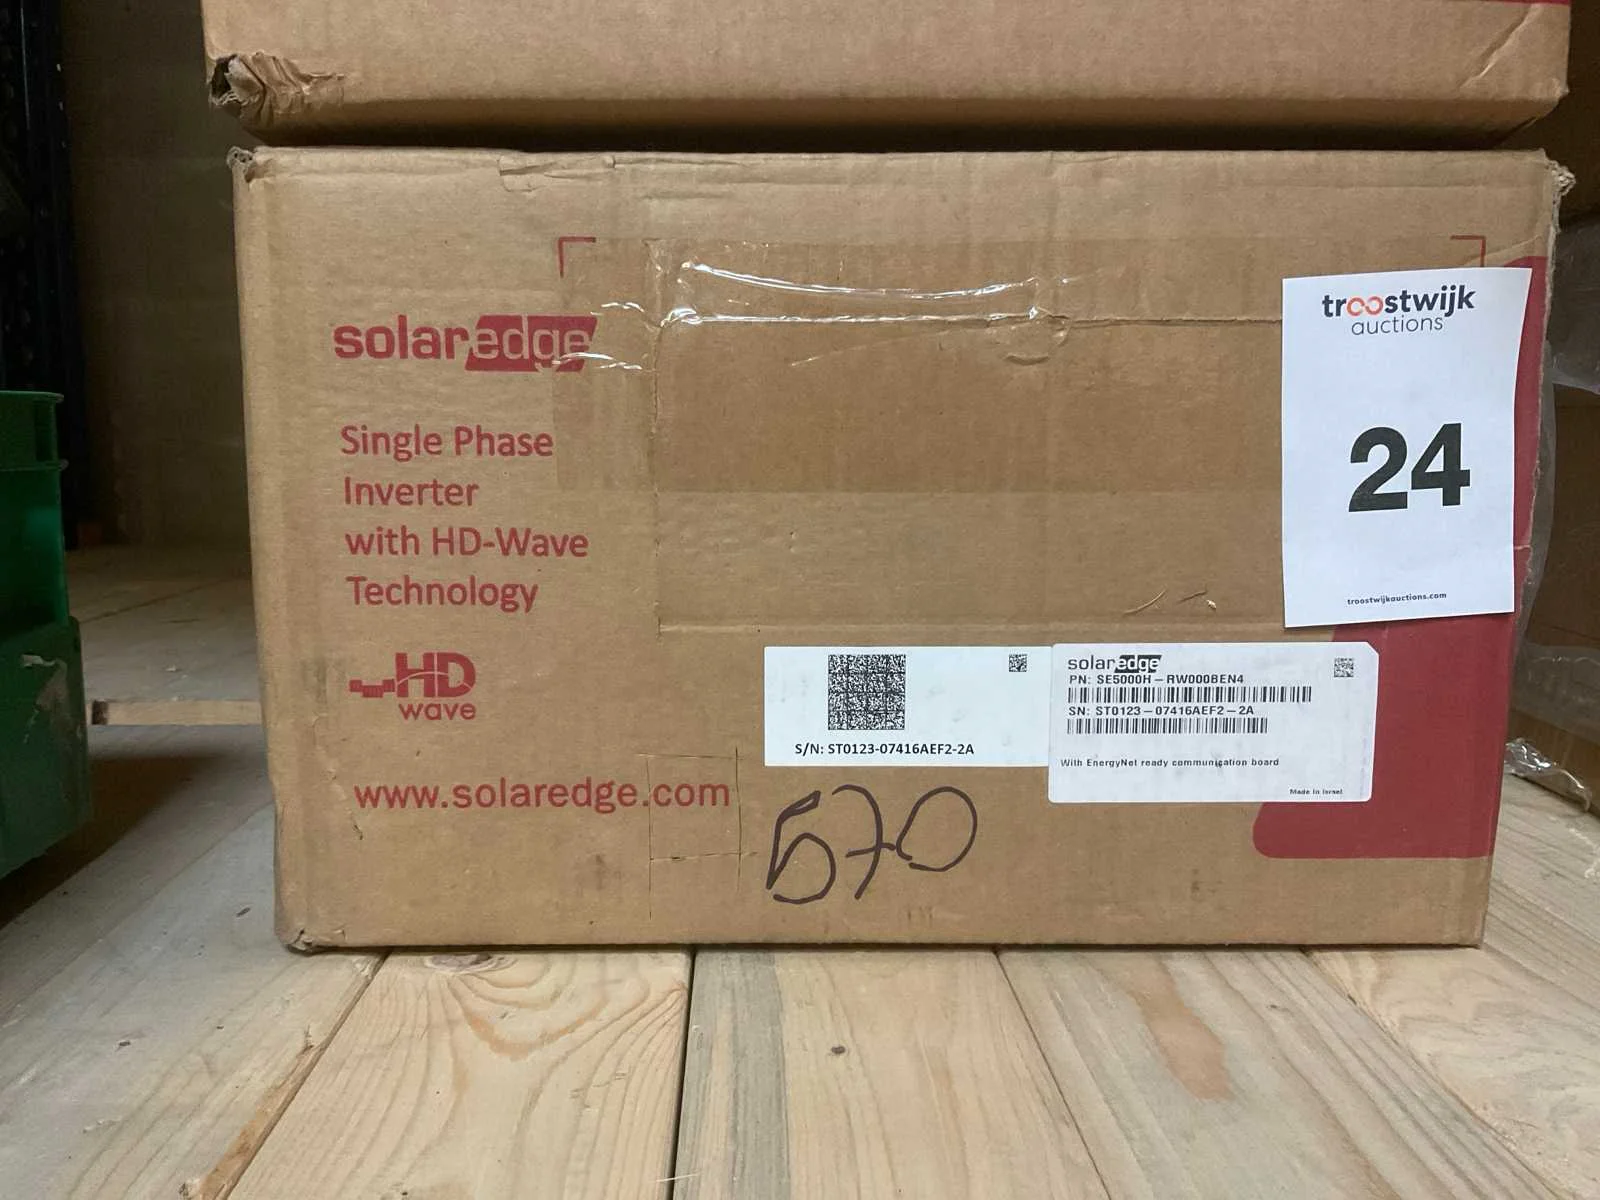 solaredge
Single Phase
Inverter
with HD-Wave
Technology
HD
wave
www.solaredge.com
troostwijk
auctions
24
troostwijkauctions.com
S/N: ST0123-07416AEF2-2A
solaredge
PN: SE5000H-RW000BEN4
SN: ST0123-07416AEF2-2A
With EnergyNet ready communication board
Made in Israel
570